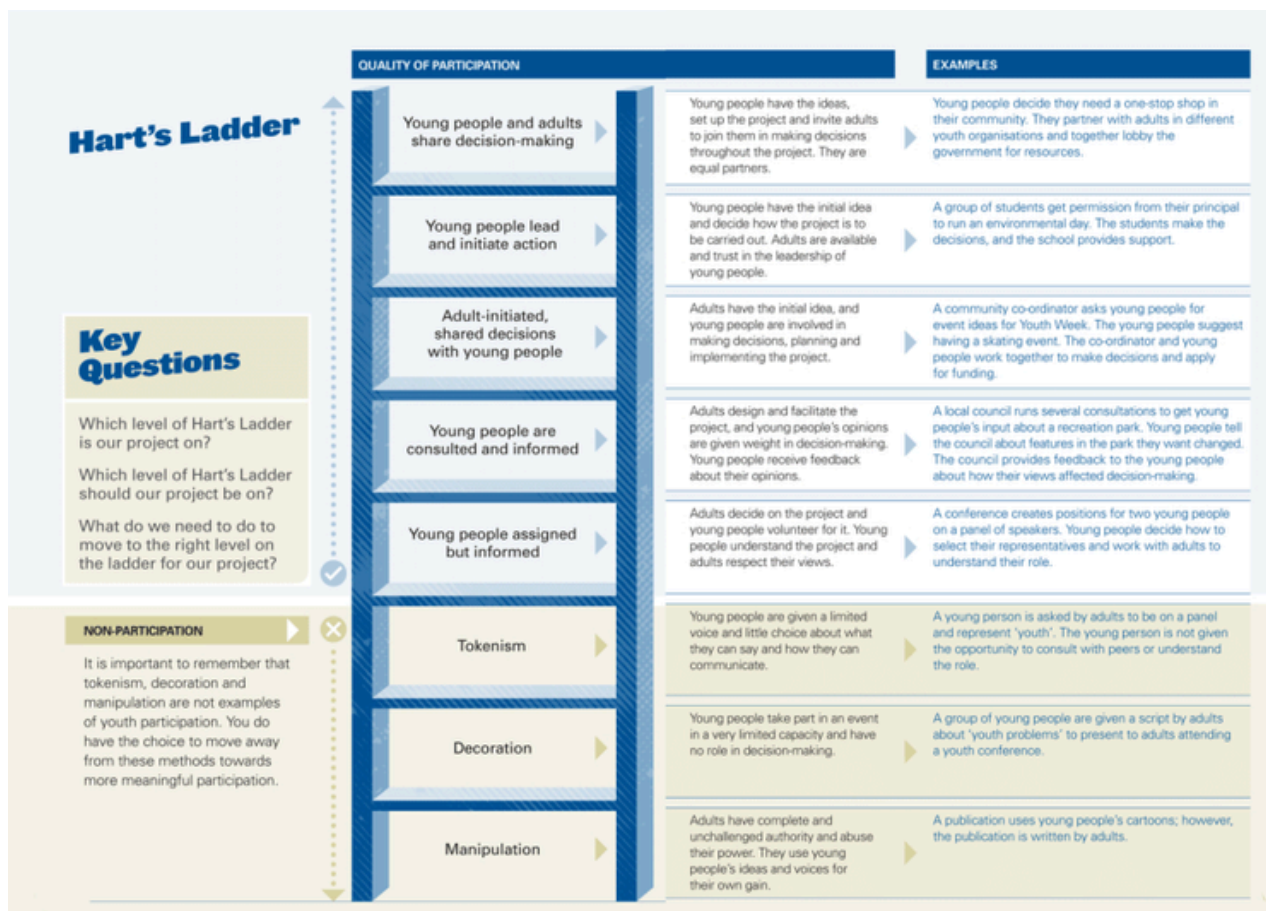 Hart's Ladder
QUALITY OF PARTICIPATION
EXAMPLES
Young people and adults
share decision-making
Young people have the ideas,
set up the project and invite adults
to join them in making decisions
throughout the project. They are
equal partners.
Young people decide they need a one-stop shop in
their community. They partner with adults in different
youth organisations and together lobby the
government for resources.
Young people lead
and initiate action
Young people have the initial idea
and decide how the project is to
be carried out. Adults are available
and trust in the leadership of
young people.
A group of students get permission from their principal
to run an environmental day. The students make the
decisions, and the school provides support.
Adult-initiated,
shared decisions
with young people
Adults have the initial idea, and
young people are involved in
making decisions, planning and
implementing the project.
A community co-ordinator asks young people for
event ideas for Youth Week. The young people suggest
having a skating event. The co-ordinator and young
people work together to make decisions and apply
for funding.
Young people are
consulted and informed
Adults design and facilitate the
project, and young people's opinions
are given weight in decision-making.
Young people receive feedback
about their opinions.
A local council runs several consultations to get young
people's input about a recreation park. Young people tell
the council about features in the park they want changed.
The council provides feedback to the young people
about how their views affected decision-making.
Young people assigned
but informed
Adults decide on the project and
young people volunteer for it. Young
people understand the project and
adults respect their views.
A conference creates positions for two young people
on a panel of speakers. Young people decide how to
select their representatives and work with adults to
understand their role.
Tokenism
Young people are given a limited
voice and little choice about what
they can say and how they can
communicate.
A young person is asked by adults to be on a panel
and represent 'youth'. The young person is not given
the opportunity to consult with peers or understand
the role.
Decoration
Young people take part in an event
in a very limited capacity and have
no role in decision-making.
A group of young people are given a script by adults
about 'youth problems' to present to adults attending
a youth conference.
Manipulation
Adults have complete and
unchallenged authority and abuse
their power. They use young
people's ideas and voices for
their own gain.
A publication uses young people's cartoons; however,
the publication is written by adults.
Key
Questions
Which level of Hart's Ladder
is our project on?
Which level of Hart's Ladder
should our project be on?
What do we need to do to
move to the right level on
the ladder for our project?
NON-PARTICIPATION
It is important to remember that
tokenism, decoration and
manipulation are not examples
of youth participation. You do
have the choice to move away
from these methods towards
more meaningful participation.